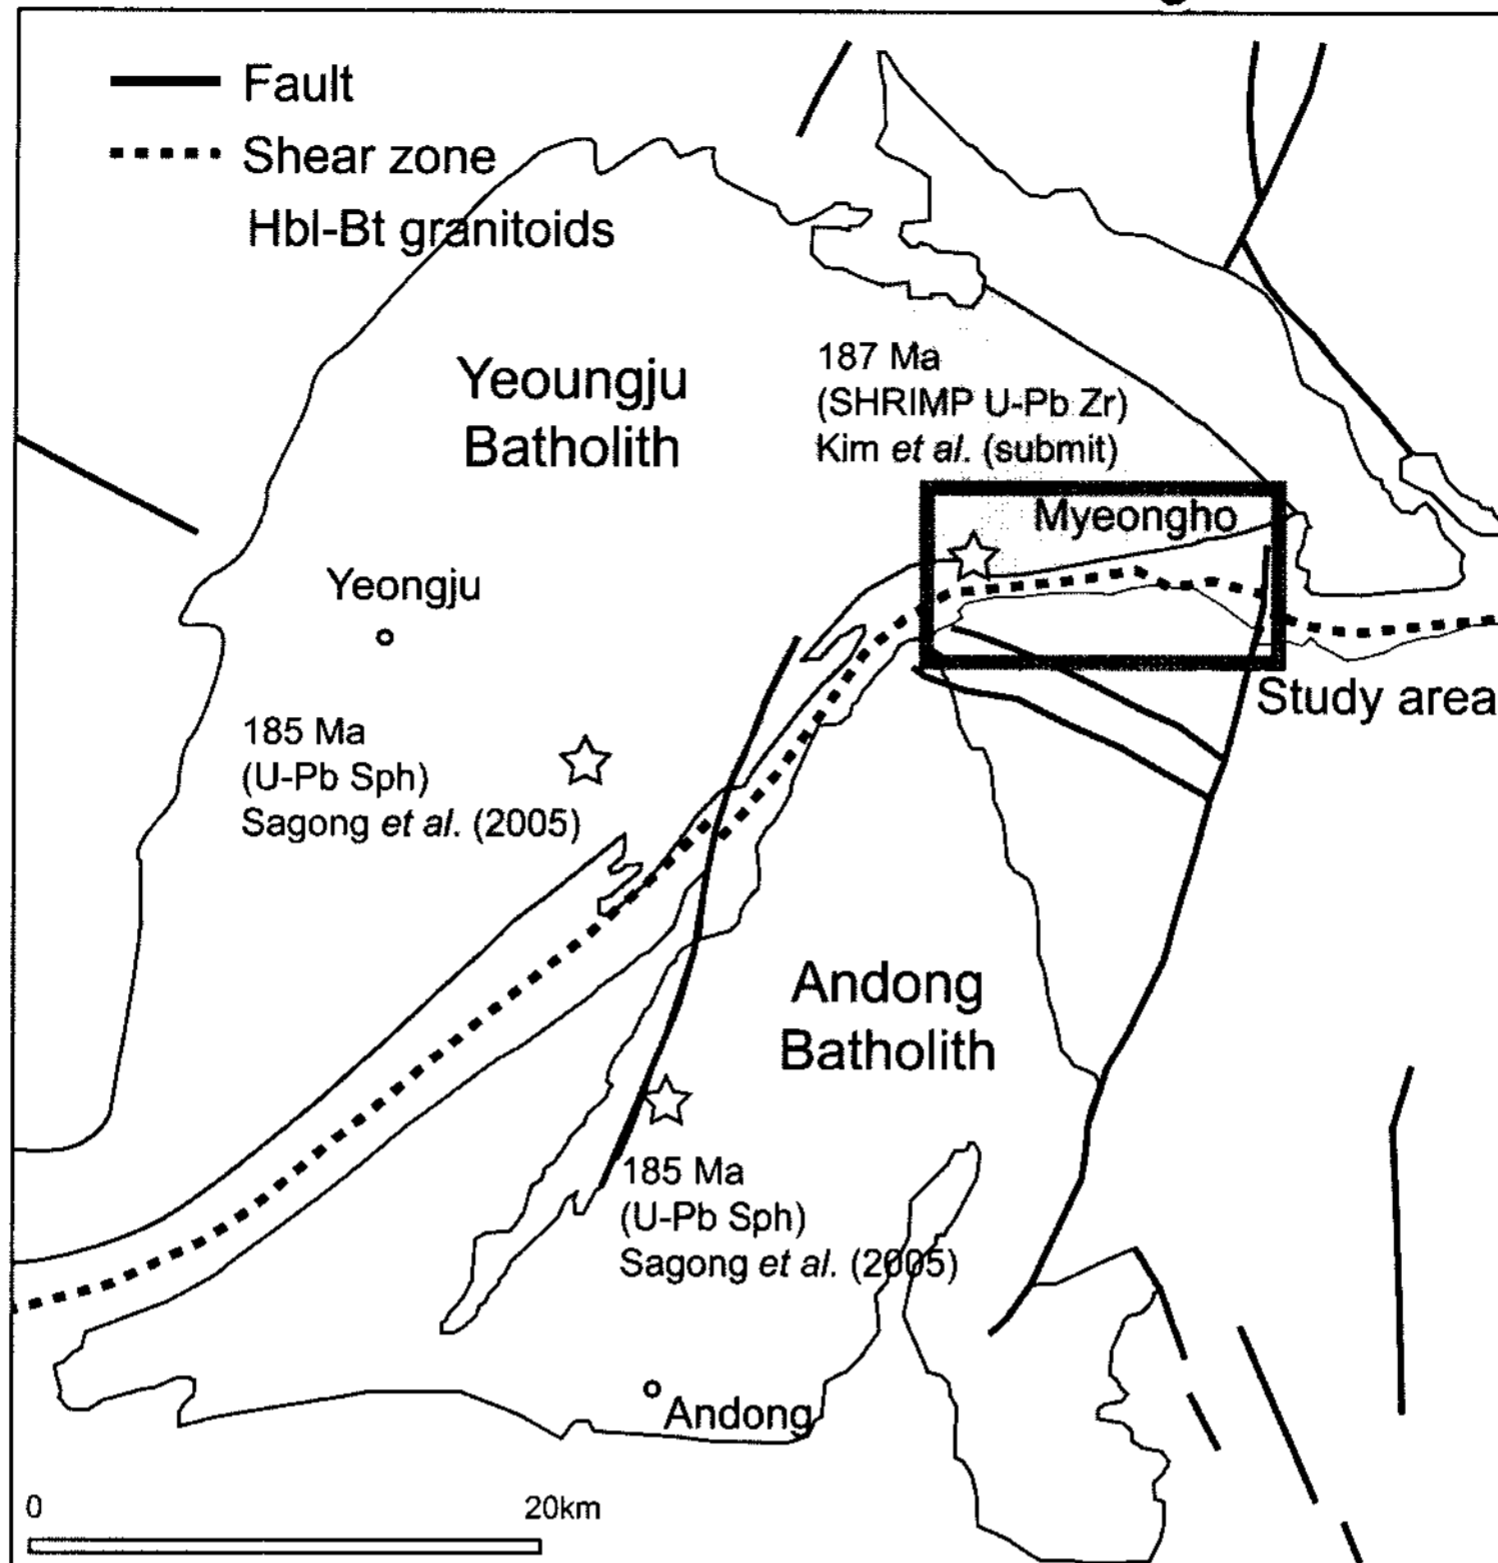 Fault
Shear zone
Hbl-Bt granitoids
Yeoungju
Batholith
187 Ma
(SHRIMP U-Pb Zr)
Kim et al. (submit)
Myeongho
Yeongju
Study area
185 Ma
(U-Pb Sph)
Sagong et al. (2005)
Andong
Batholith
185 Ma
(U-Pb Sph)
Sagong et al. (2005)
Andong
0 20km